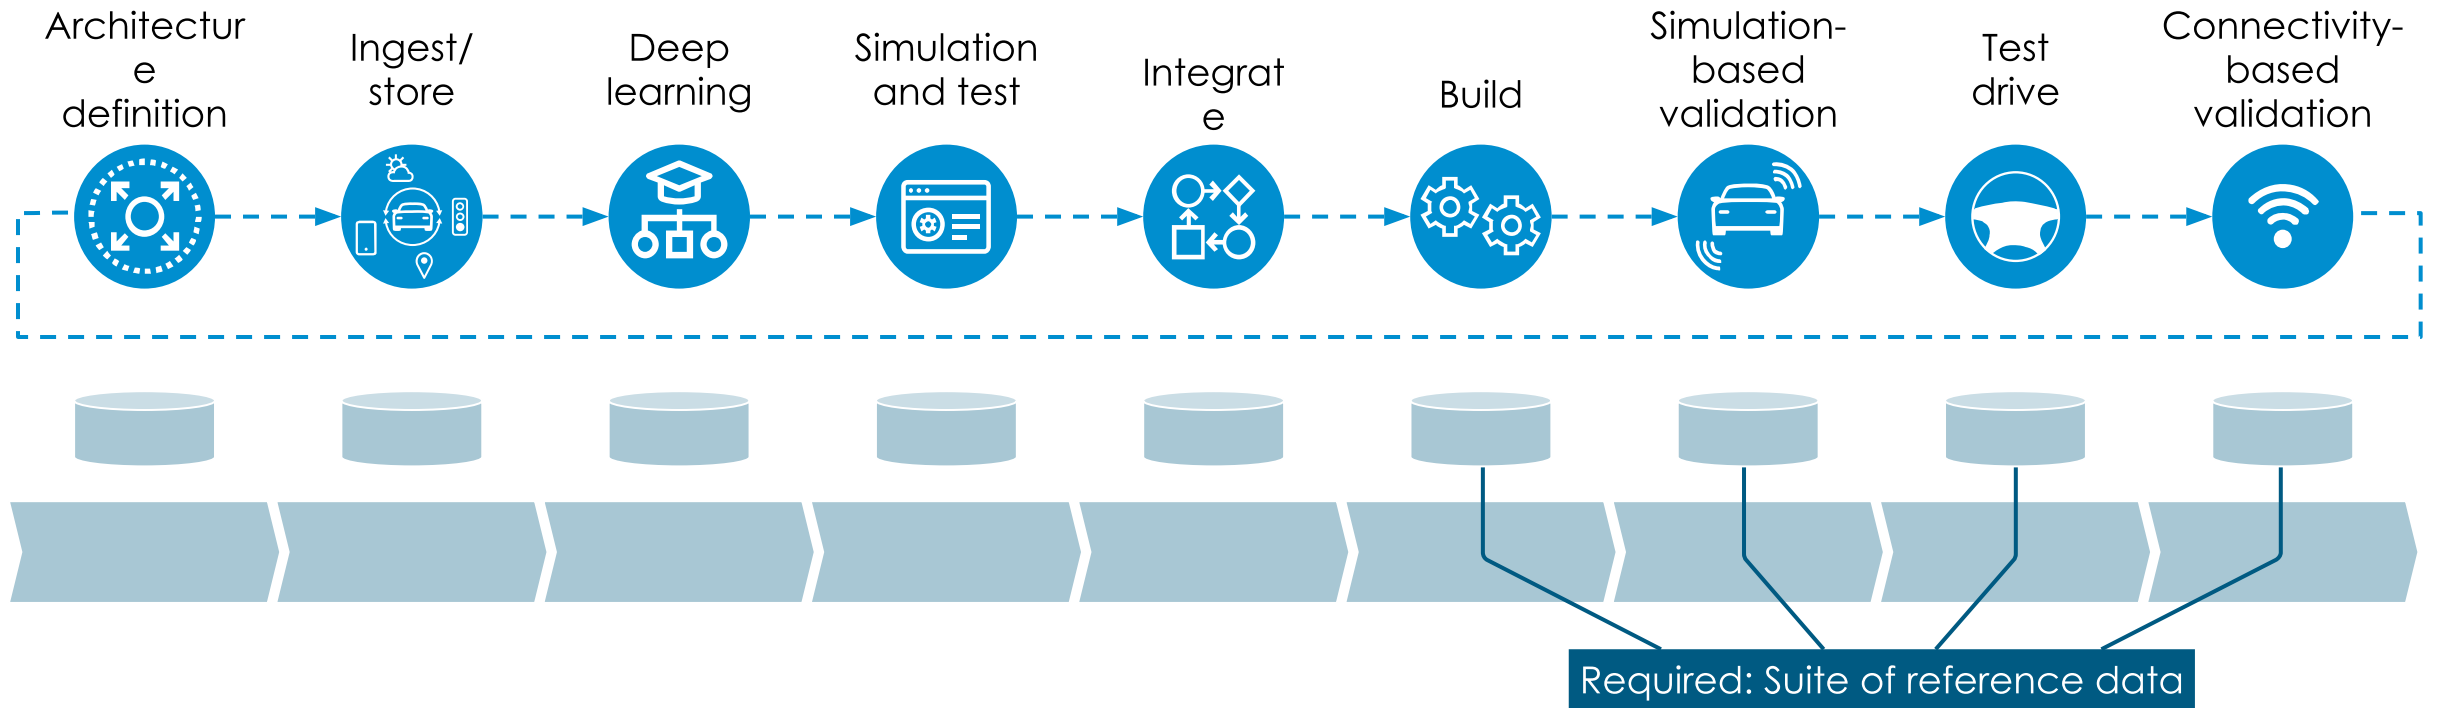 Architectur
e
definition
Ingest/
store
Deep
learning
Simulation
and test
Integrat
e
Build
Simulation-
based
validation
Test
drive
Connectivity-
based
validation
Required: Suite of reference data